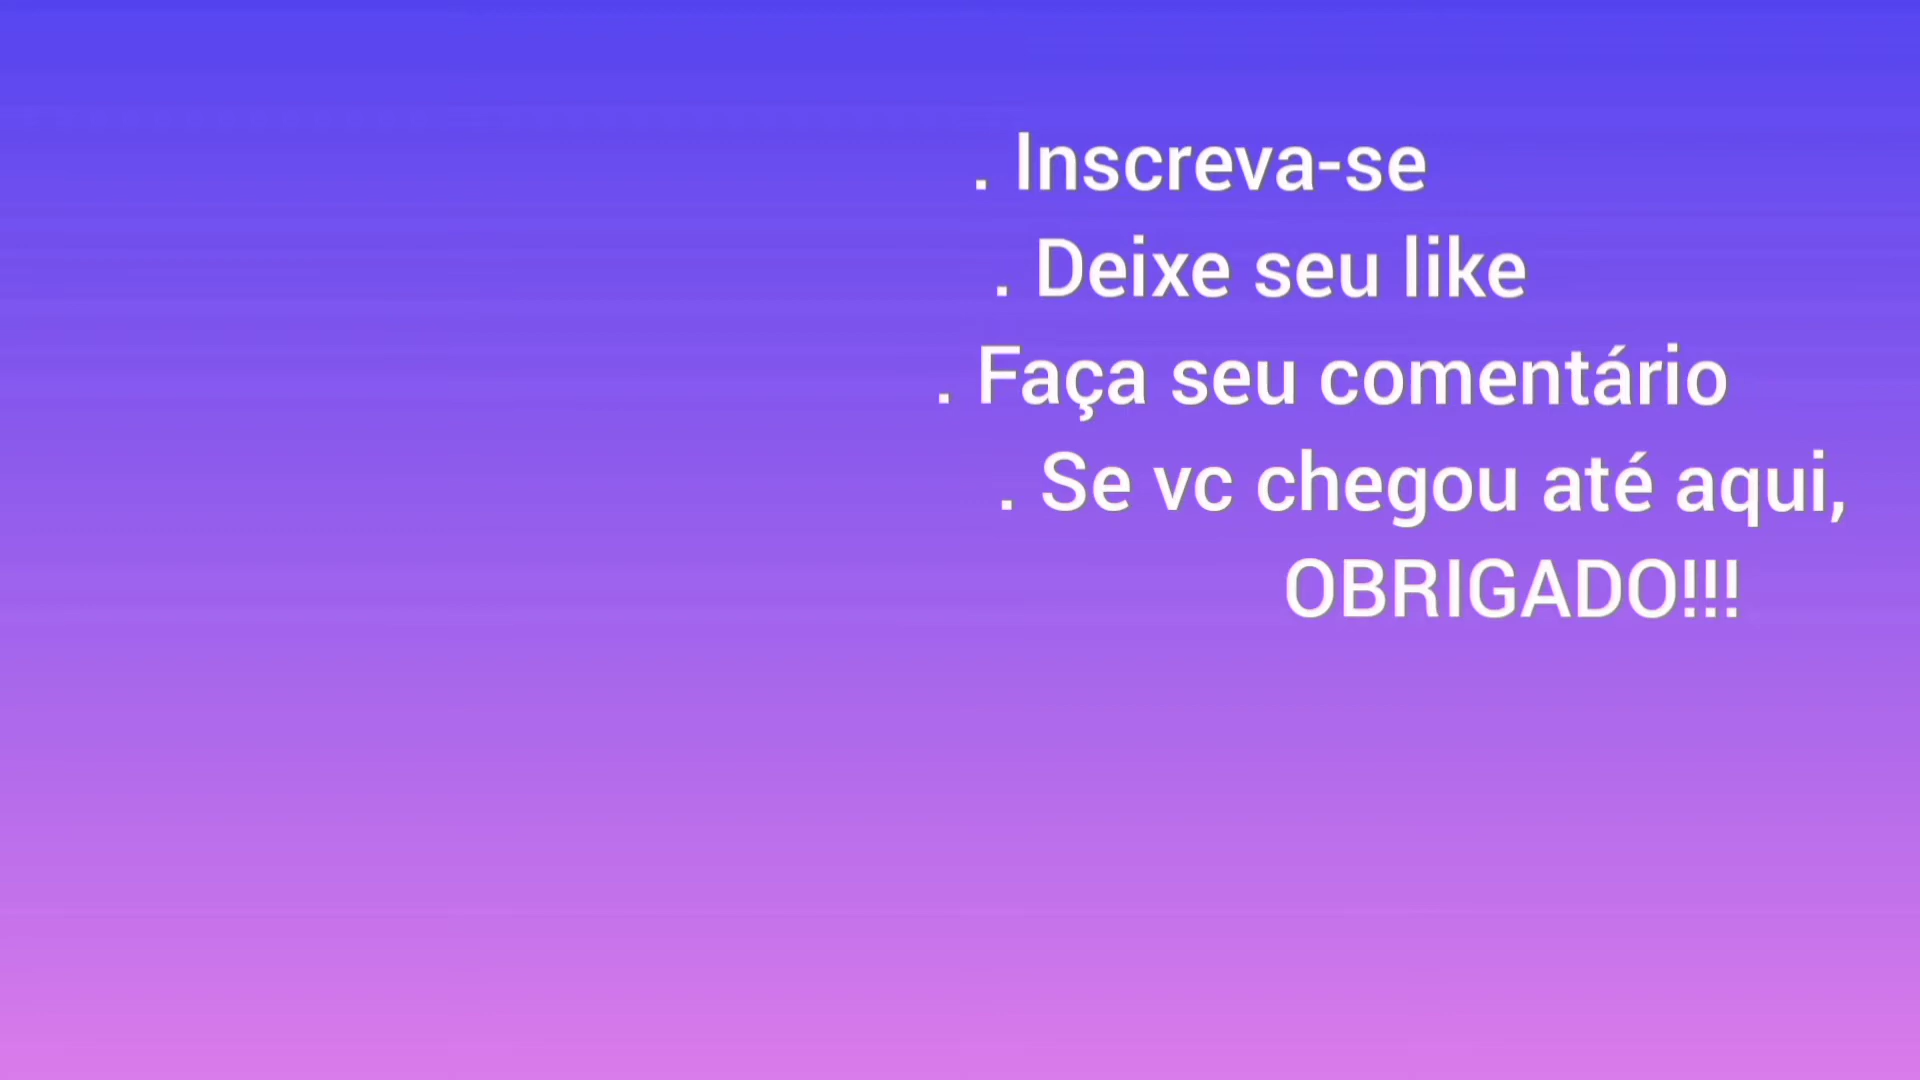 . Inscreva-se
. Deixe seu like
. Faça seu comentário
. Se vc chegou até aqui,
OBRIGADO!!!